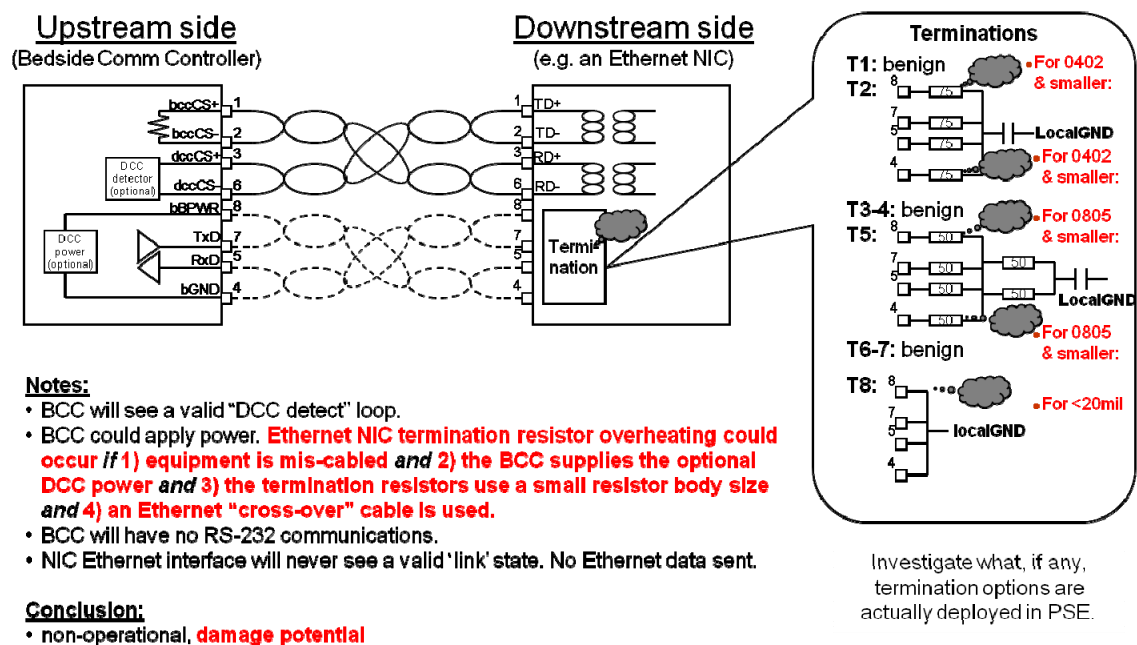 Upstream side
(Bedside Comm Controller)
Downstream side
(e.g. an Ethernet NIC)
bccCS+
1
bccCS-
2
dccCS+
3
DCC
detector
(optional)
dccCS-
6
bBPWR
8
TxD
7
DCC
power
(optional)
RxD
5
bGND
4
1
TD+
2
TD-
3
RD+
6
RD-
8
7
5
4
Termi
nation
Terminations
T1: benign
• For 0402
& smaller:
T2:
8
75
7
75
5
75
LocalGND
4
75
• For 0402
& smaller:
T3-4: benign
• For 0805
& smaller:
T5:
8
50
7
50
50
5
50
50
LocalGND
4
50
• For 0805
& smaller:
T6-7: benign
T8:
8
• For <20mil
7
5
localGND
4
Investigate what, if any,
termination options are
actually deployed in PSE.
Notes:
• BCC will see a valid "DCC detect" loop.
• BCC could apply power. Ethernet NIC termination resistor overheating could
occur if 1) equipment is mis-cabled and 2) the BCC supplies the optional
DCC power and 3) the termination resistors use a small resistor body size
and 4) an Ethernet "cross-over" cable is used.
• BCC will have no RS-232 communications.
• NIC Ethernet interface will never see a valid 'link' state. No Ethernet data sent.
Conclusion:
• non-operational, damage potential